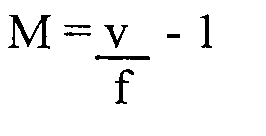 M = v/f - 1